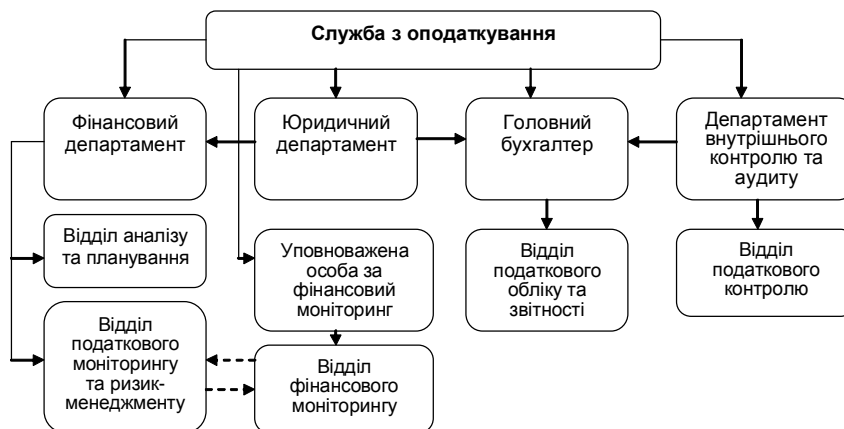 Служба з оподаткування
Фінансовий
департамент
Юридичний
департамент
Головний
бухгалтер
Департамент
внутрішнього
контролю та
аудиту
Відділ аналізу
та планування
Уповноважена
особа за
фінансовий
моніторинг
Відділ
податкового
обліку та
звітності
Відділ
податкового
контролю
Відділ
податкового
моніторингу
та ризик-
менеджменту
Відділ
фінансового
моніторингу